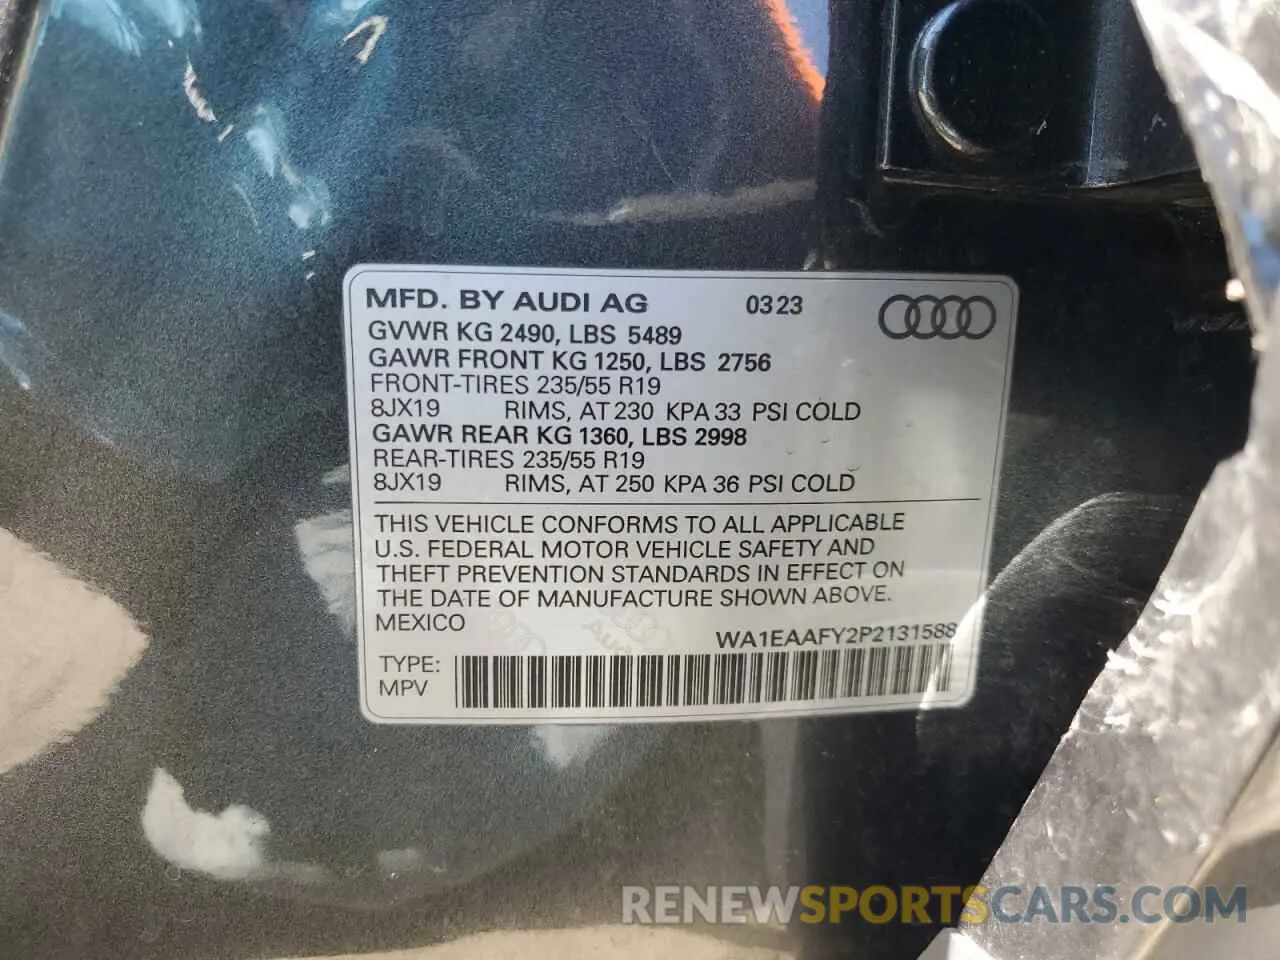 MFD. BY AUDI AG 0323
GVWR KG 2490, LBS 5489
GAWR FRONT KG 1250, LBS 2756
FRONT-TIRES 235/55 R19
8JX19 RIMS, AT 230 KPA 33 PSI COLD
GAWR REAR KG 1360, LBS 2998
REAR-TIRES 235/55 R19
8JX19 RIMS, AT 250 KPA 36 PSI COLD
THIS VEHICLE CONFORMS TO ALL APPLICABLE
U.S. FEDERAL MOTOR VEHICLE SAFETY AND
THEFT PREVENTION STANDARDS IN EFFECT ON
THE DATE OF MANUFACTURE SHOWN ABOVE.
MEXICO
WA1EAAFY2P2131588
TYPE:
MPV
RENEWSPORTSCARS.COM